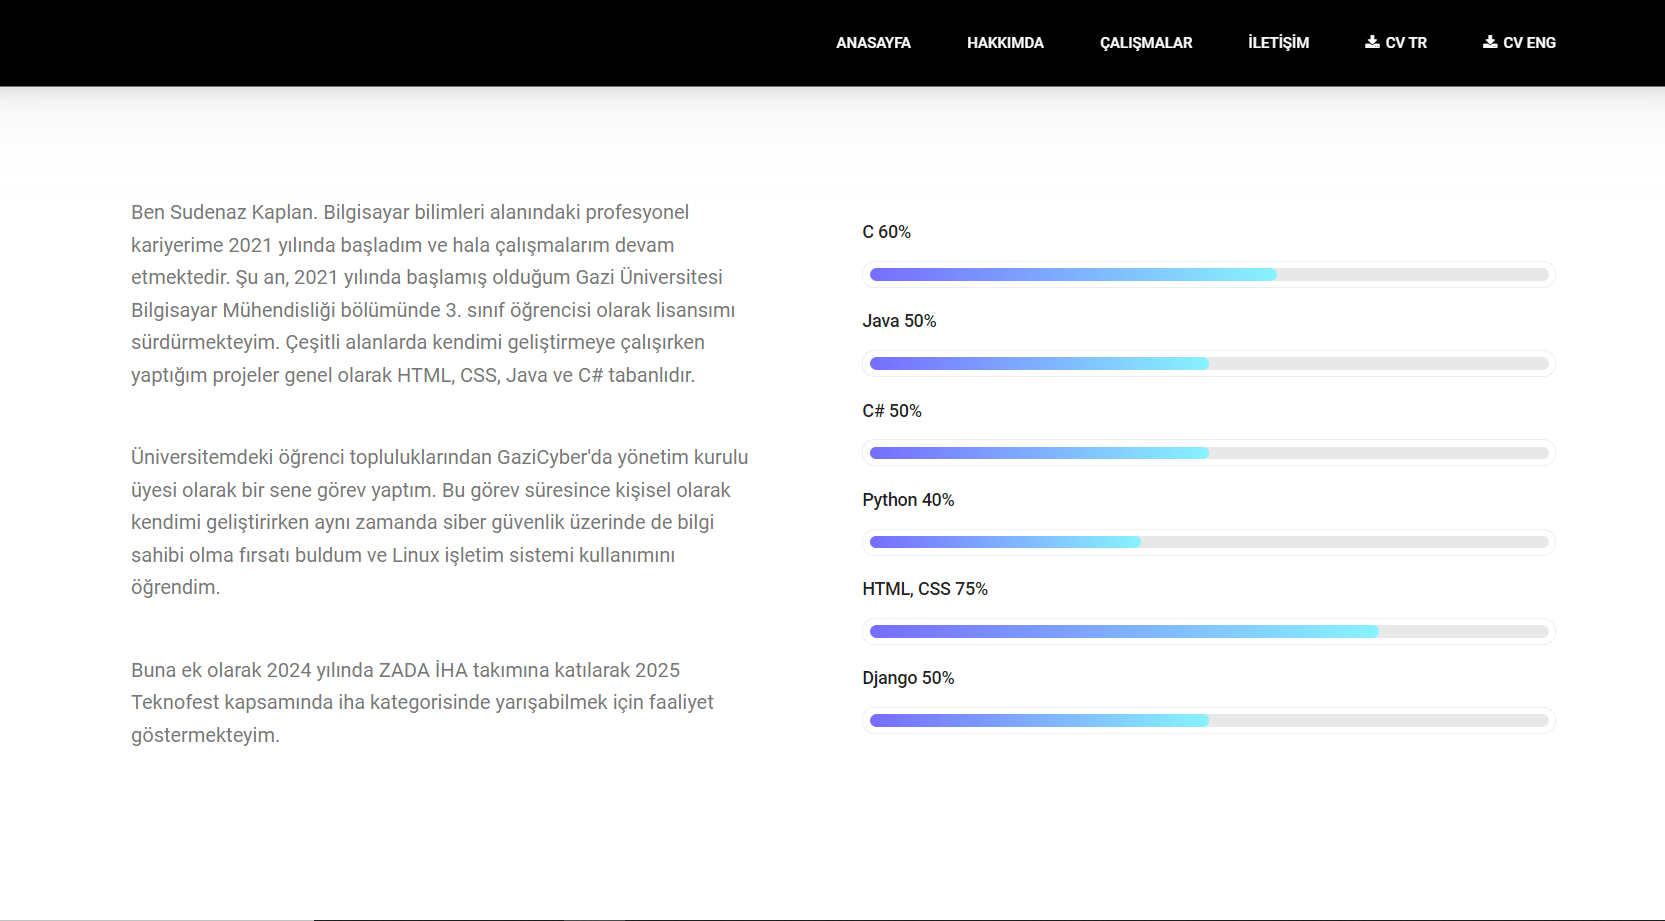 ANASAYFA HAKKIMDA ÇALIŞMALAR İLETİŞİM CV TR CV ENG
Ben Sudenaz Kaplan. Bilgisayar bilimleri alanındaki profesyonel
kariyerime 2021 yılında başladım ve hala çalışmalarım devam
etmektedir. Şu an, 2021 yılında başlamış olduğum Gazi Üniversitesi
Bilgisayar Mühendisliği bölümünde 3. sınıf öğrencisi olarak lisansımı
sürdürmekteyim. Çeşitli alanlarda kendimi geliştirmeye çalışırken
yaptığım projeler genel olarak HTML, CSS, Java ve C# tabanlıdır.
Üniversitemdeki öğrenci topluluklarından GaziCyber'da yönetim kurulu
üyesi olarak bir sene görev yaptım. Bu görev süresince kişisel olarak
kendimi geliştirirken aynı zamanda siber güvenlik üzerinde de bilgi
sahibi olma fırsatı buldum ve Linux işletim sistemi kullanımını
öğrendim.
Buna ek olarak 2024 yılında ZADA İHA takımına katılarak 2025
Teknofest kapsamında iha kategorisinde yarışabilmek için faaliyet
göstermekteyim.
C 60%
Java 50%
C# 50%
Python 40%
HTML, CSS 75%
Django 50%